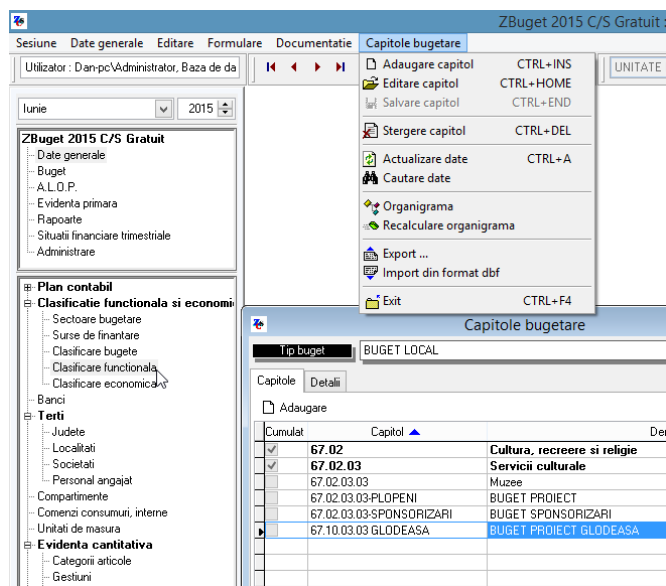 ZBuget 2015 C/S Gratuit :
Sesiune Date generale Editare Formulare Documentatie Capitole bugetare
Utilizator : Dan-pc\Administrator, Baza de da
UNITATE
Adaugare capitol CTRL+INS
Editare capitol CTRL+HOME
Salvare capitol CTRL+END
Stergere capitol CTRL+DEL
Actualizare date CTRL+A
Cautare date
Organigrama
Recalculare organigrama
Export ...
Import din format dbf
Exit CTRL+F4
Iunie 2015
ZBuget 2015 C/S Gratuit
Date generale
Buget
A.L.O.P.
Evidenta primara
Rapoarte
Situatii financiare trimestriale
Administrare
Plan contabil
Clasificatie functionala si economi
Sectoare bugetare
Surse de finantare
Clasificare bugete
Clasificare functionala
Clasificare economica
Banci
Terti
Judete
Localitati
Societati
Personal angajat
Compartimente
Comenzi consumuri, interne
Unitati de masura
Evidenta cantitativa
Categorii articole
Gestiuni
Capitole bugetare
Tip buget BUGET LOCAL
Capitole Detalii
Adaugare
Cumulat Capitol Der
67.02 Cultura, recreere si religie
67.02.03 Servicii culturale
67.02.03.03 Muzee
67.02.03.03-PLOPENI BUGET PROIECT
67.02.03.03-SPONSORIZARI BUGET SPONSORIZARI
67.10.03.03 GLODEASA BUGET PROIECT GLODEASA